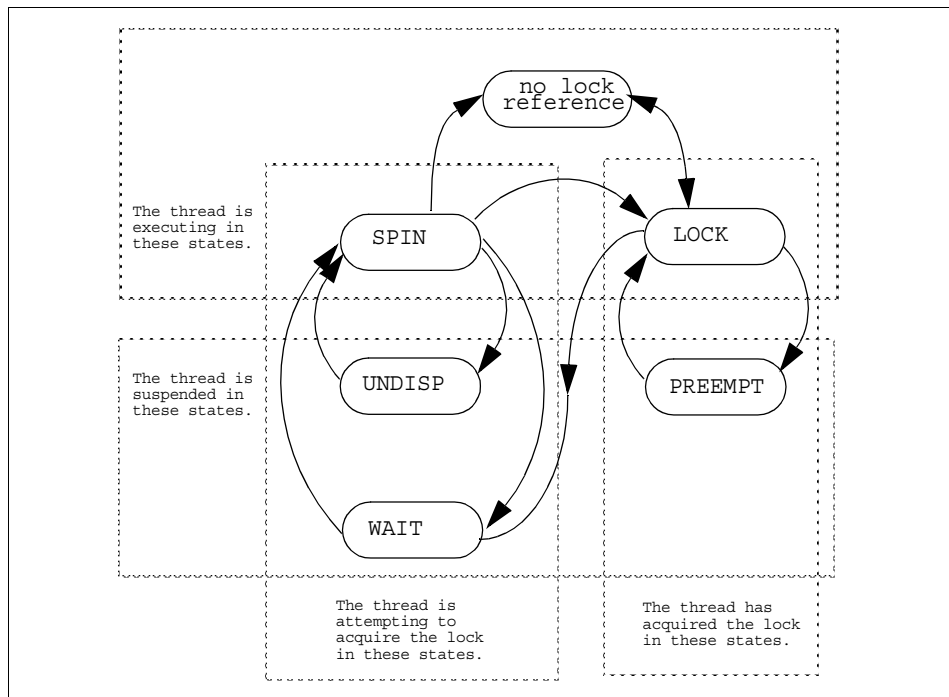 no lock
reference
The thread is
executing in
these states.
SPIN
LOCK
The thread is
suspended in
these states.
UNDISP
PREEMPT
WAIT
The thread is
attempting to
acquire the lock
in these states.
The thread has
acquired the lock
in these states.